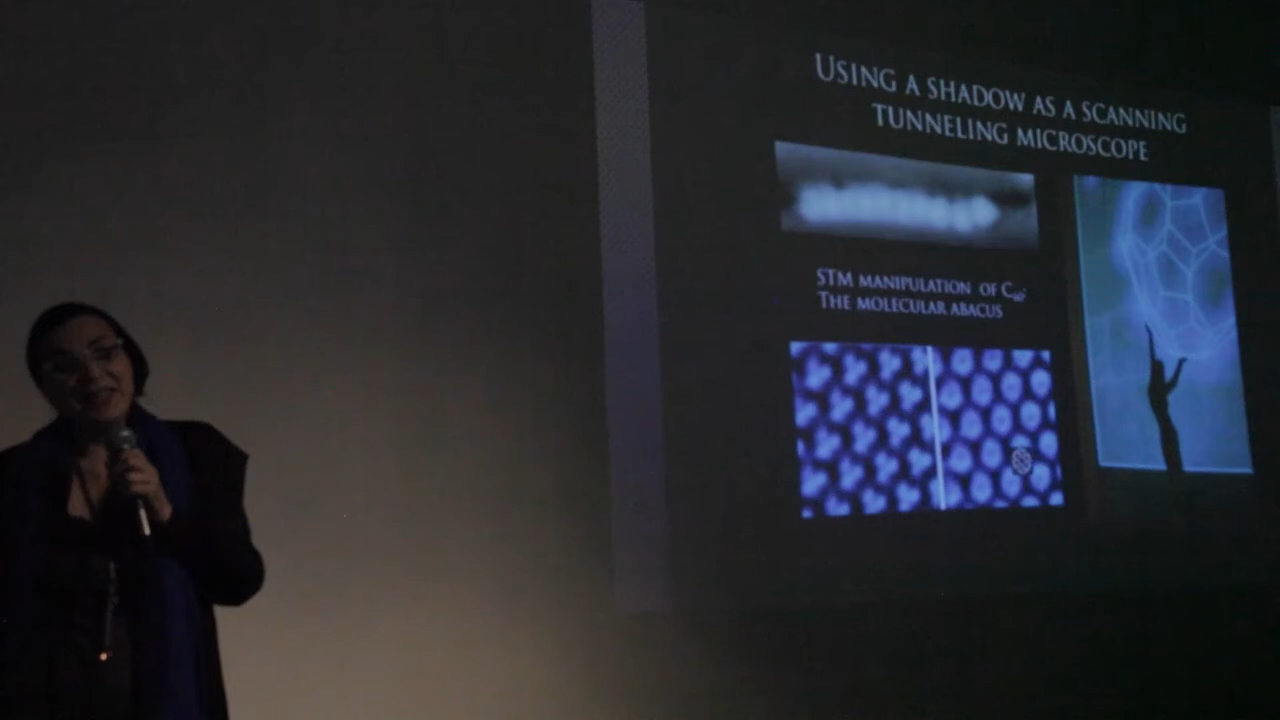 USING A SHADOW AS A SCANNING
TUNNELING MICROSCOPE
STM MANIPULATION OF C60:
THE MOLECULAR ABACUS